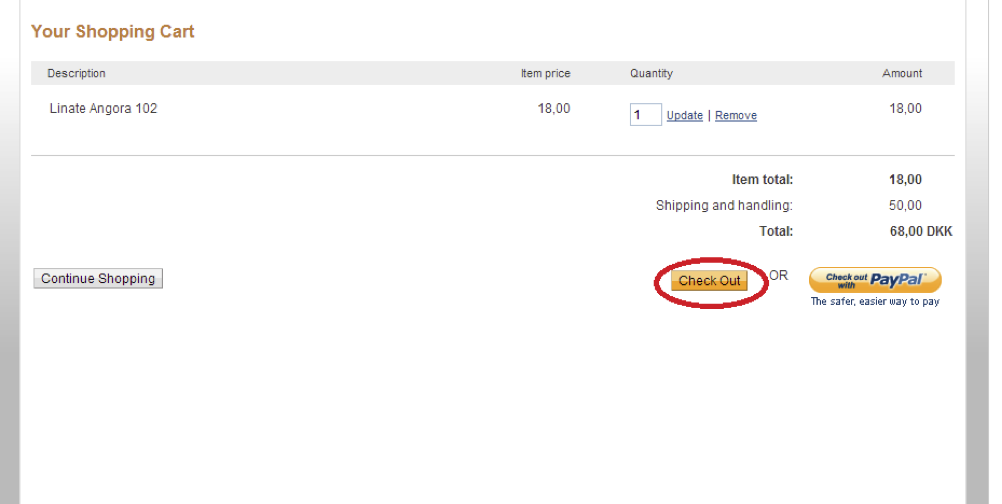 Your Shopping Cart
Description Item price Quantity Amount
Linate Angora 102 18,00 1 Update | Remove 18,00
Item total: 18,00
Shipping and handling: 50,00
Total: 68,00 DKK
Continue Shopping Check Out OR Check out with PayPal
The safer, easier way to pay